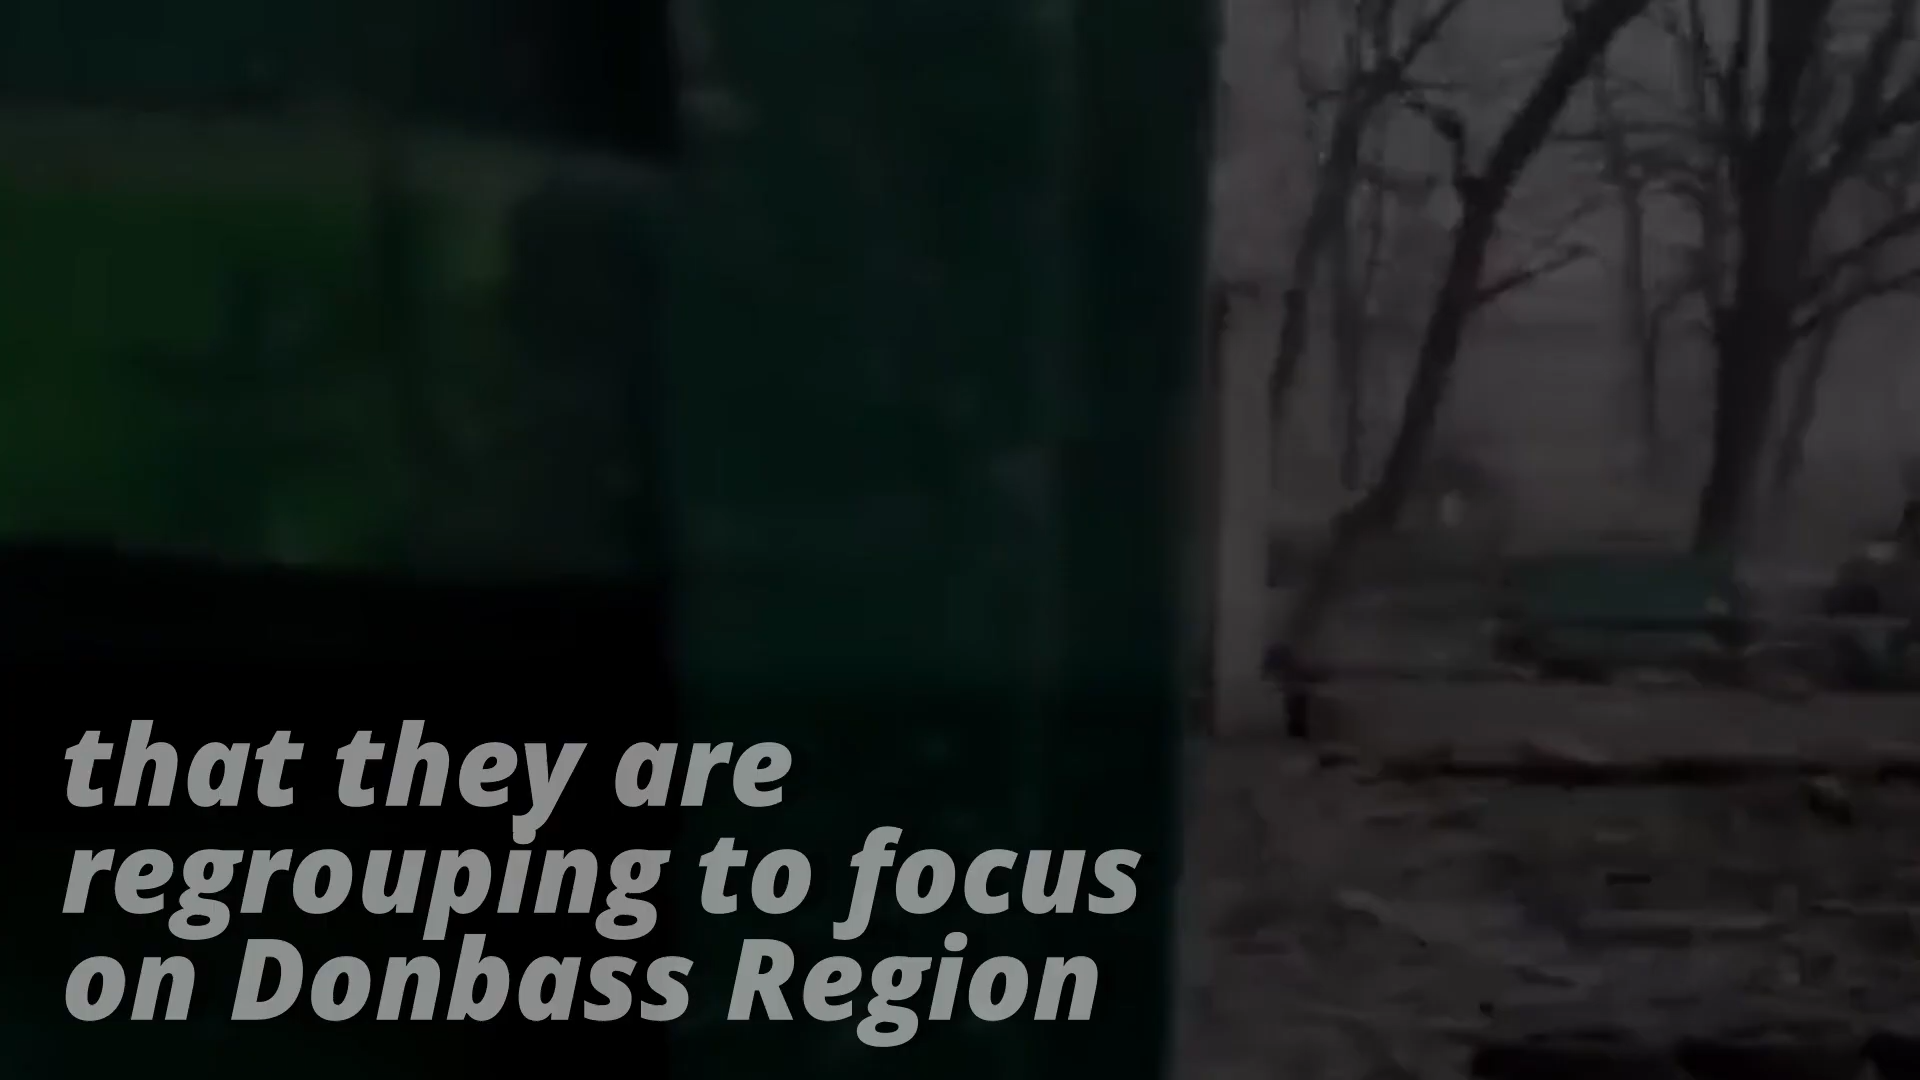 that they are
regrouping to focus
on Donbass Region